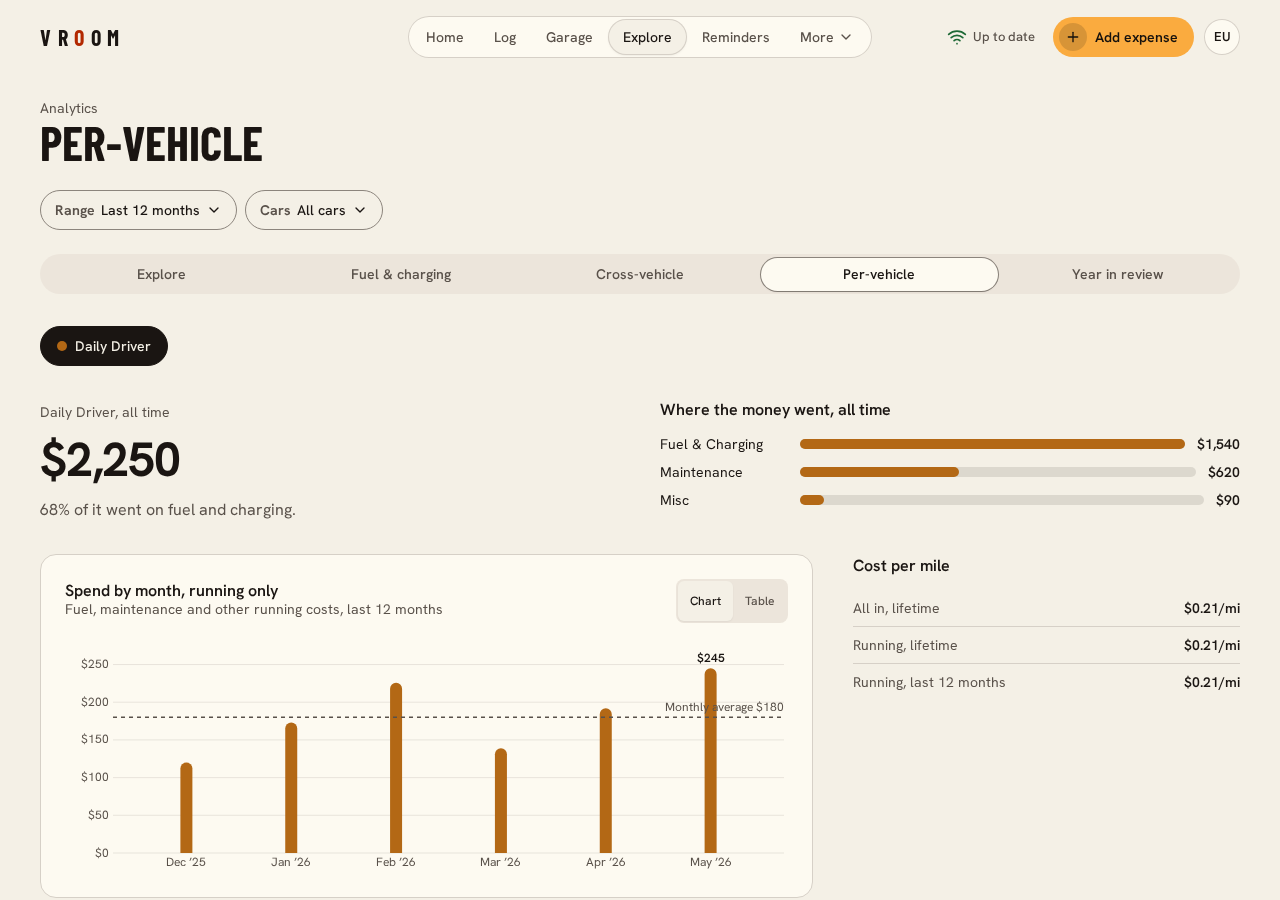 VROOM
Home Log Garage Explore Reminders More
Up to date
Add expense
EU
Analytics
PER-VEHICLE
Range Last 12 months
Cars All cars
Explore Fuel & charging Cross-vehicle Per-vehicle Year in review
Daily Driver
Daily Driver, all time
$2,250
68% of it went on fuel and charging.
Where the money went, all time
Fuel & Charging $1,540
Maintenance $620
Misc $90
Spend by month, running only
Fuel, maintenance and other running costs, last 12 months
Chart Table
$245
$250
$200
Monthly average $180
$150
$100
$50
$0
Dec '25 Jan '26 Feb '26 Mar '26 Apr '26 May '26
Cost per mile
All in, lifetime $0.21/mi
Running, lifetime $0.21/mi
Running, last 12 months $0.21/mi